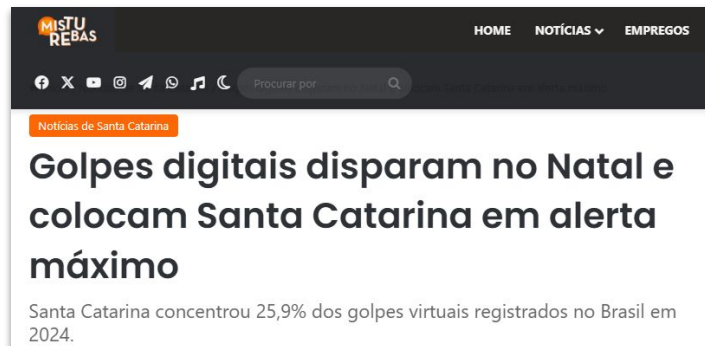 MISTU
REBAS
HOME NOTÍCIAS EMPREGOS
Procurar por
Notícias de Santa Catarina
Golpes digitais disparam no Natal e
colocam Santa Catarina em alerta
máximo
Santa Catarina concentrou 25,9% dos golpes virtuais registrados no Brasil em
2024.